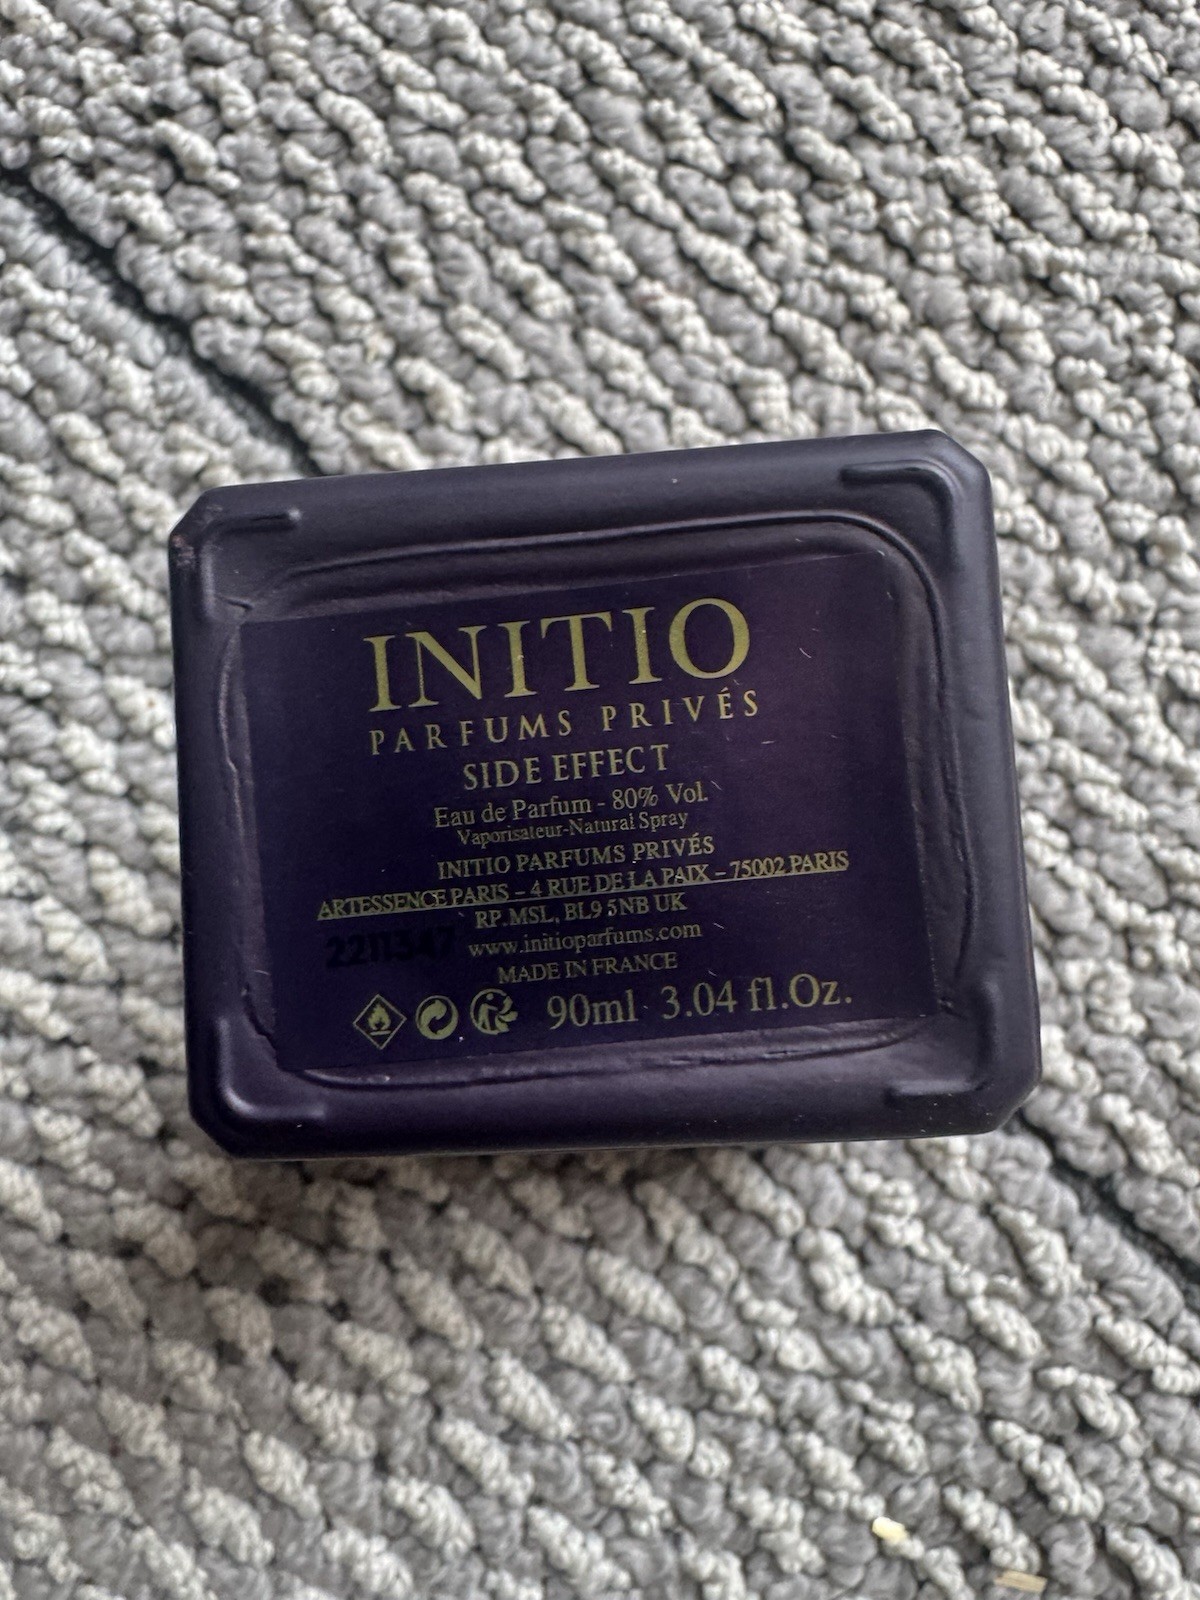 INITIO
PARFUMS PRIVÉS
SIDE EFFECT
Eau de Parfum - 80% Vol.
Vaporisateur-Natural Spray
INITIO PARFUMS PRIVÉS
ARTESSENCE PARIS – 4 RUE DE LA PAIX – 75002 PARIS
RP. MSL, BL9 5NB UK
2211347
www.initioparfums.com
MADE IN FRANCE
90ml 3.04 fl.Oz.